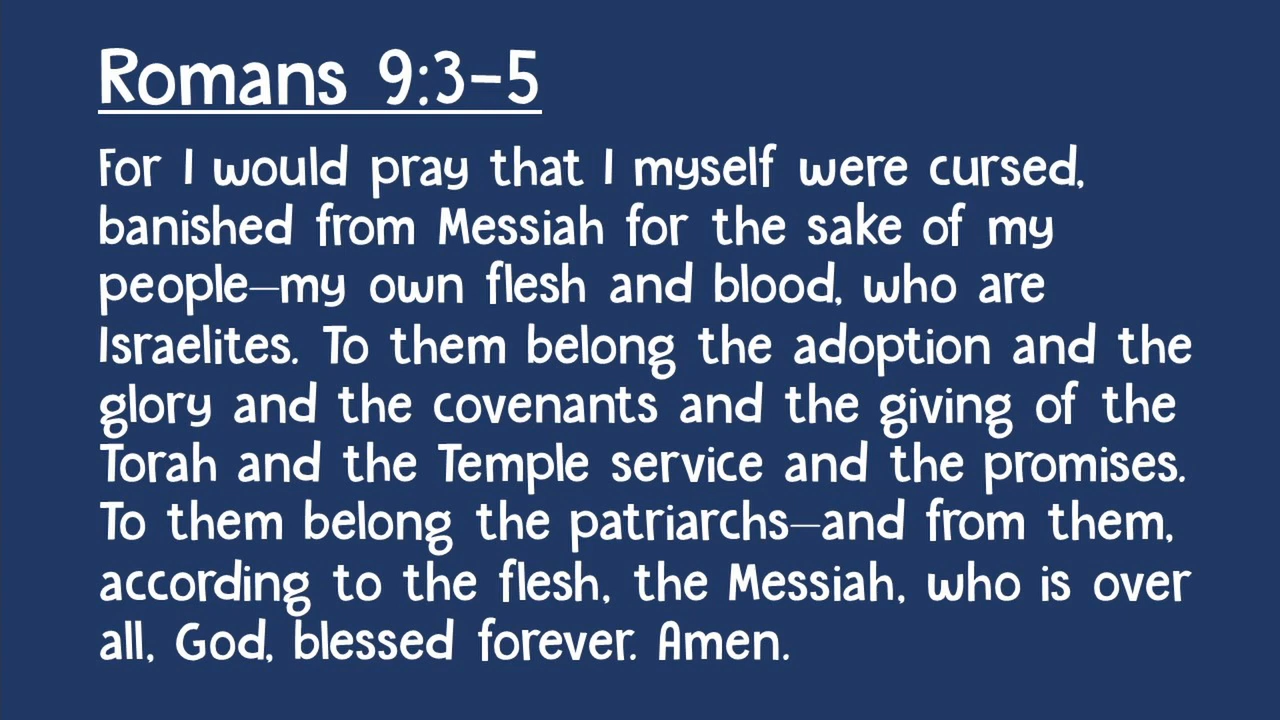 Romans 9:3-5
For I would pray that I myself were cursed,
banished from Messiah for the sake of my
people—my own flesh and blood, who are
Israelites. To them belong the adoption and the
glory and the covenants and the giving of the
Torah and the Temple service and the promises.
To them belong the patriarchs—and from them,
according to the flesh, the Messiah, who is over
all, God, blessed forever. Amen.